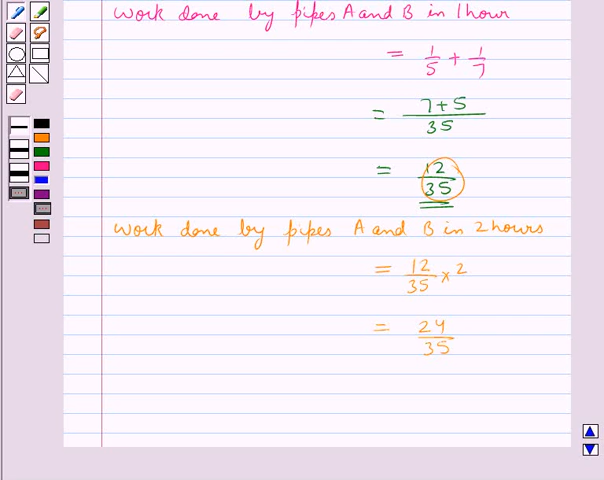 Work done by pipes A and B in 1 hour
= 1/5 + 1/7
= 7+5/35
= 12/35
Work done by pipes A and B in 2 hours
= 12/35 × 2
= 24/35